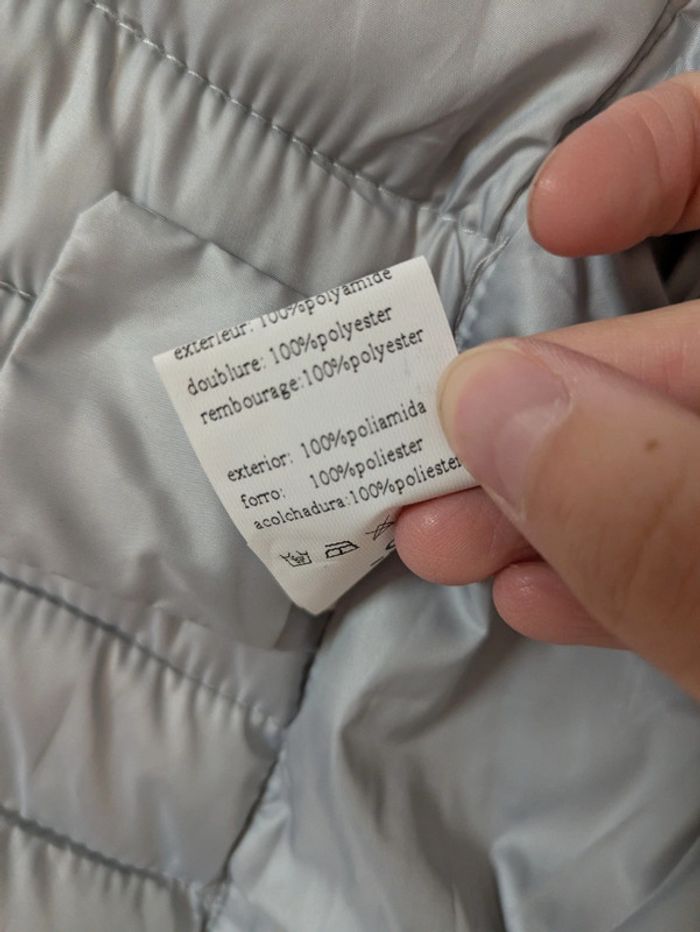 exterieur: 100%polyamide
doublure: 100%polyester
rembourage:100%polyester
exterior: 100%poliamida
forro: 100%poliester
acolchadura:100%poliester